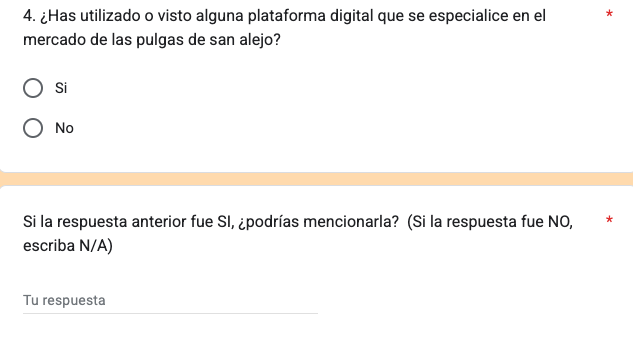 4. ¿Has utilizado o visto alguna plataforma digital que se especialice en el *
mercado de las pulgas de san alejo?
Si
No
Si la respuesta anterior fue SI, ¿podrías mencionarla? (Si la respuesta fue NO, *
escriba N/A)
Tu respuesta